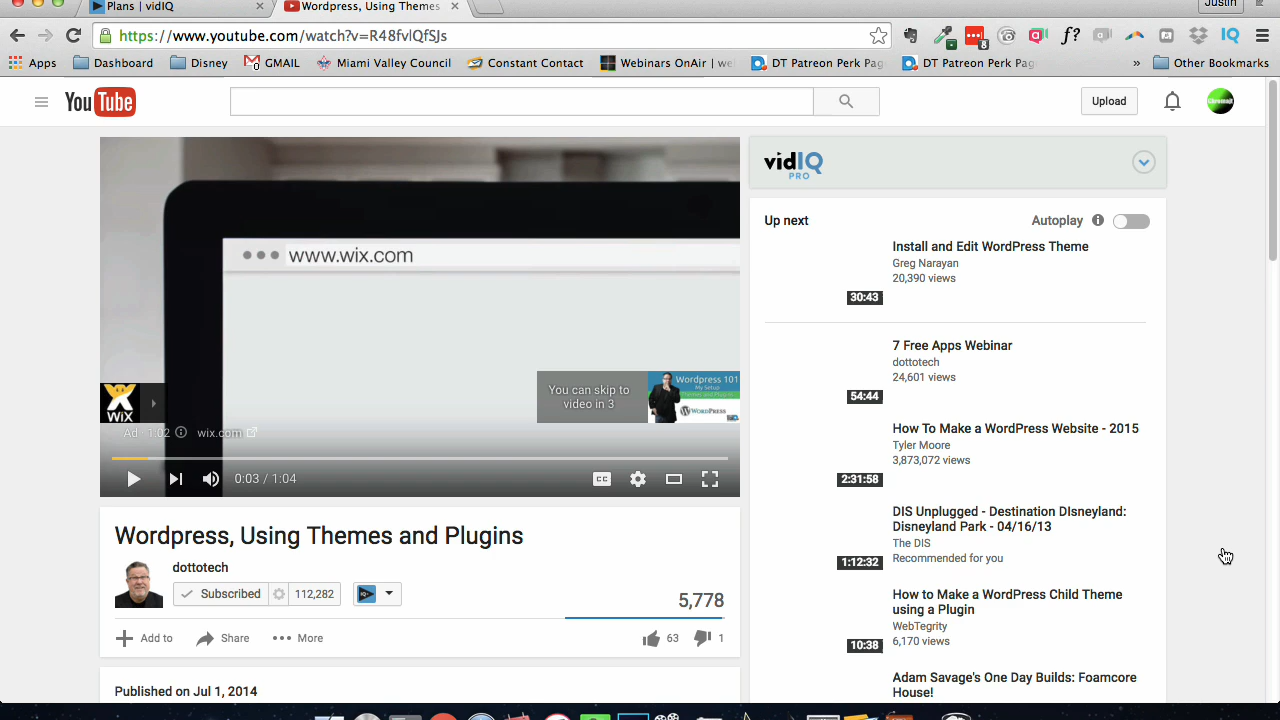 Plans | vidIQ
Wordpress, Using Themes
Justin
https://www.youtube.com/watch?v=R48fvlQfSJs
Apps
Dashboard
Disney
GMAIL
Miami Valley Council
Constant Contact
Webinars OnAir | we
DT Patreon Perk Pag
DT Patreon Perk Pag
»
Other Bookmarks
YouTube
Upload
www.wix.com
WiX
You can skip to
video in 3
Wordpress 101
My Setup
Themes and Plugins
WORDPRESS
Ad · 1:02
wix.com
0:03 / 1:04
CC
Wordpress, Using Themes and Plugins
dottotech
Subscribed
112,282
5,778
Add to
Share
More
63
1
Published on Jul 1, 2014
vidIQ
PRO
Up next
Autoplay
Install and Edit WordPress Theme
Greg Narayan
20,390 views
30:43
7 Free Apps Webinar
dottotech
24,601 views
54:44
How To Make a WordPress Website - 2015
Tyler Moore
3,873,072 views
2:31:58
DIS Unplugged - Destination DIsneyland:
Disneyland Park - 04/16/13
The DIS
Recommended for you
1:12:32
How to Make a WordPress Child Theme
using a Plugin
WebTegrity
6,170 views
10:38
Adam Savage's One Day Builds: Foamcore
House!